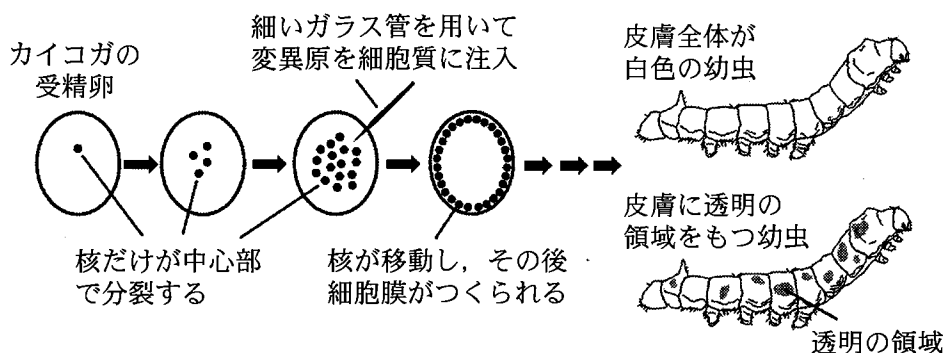 カイコガの
受精卵
細いガラス管を用いて
変異原を細胞質に注入
核だけが中心部
で分裂する
核が移動し，その後
細胞膜がつくられる
皮膚全体が
白色の幼虫
皮膚に透明の
領域をもつ幼虫
透明の領域